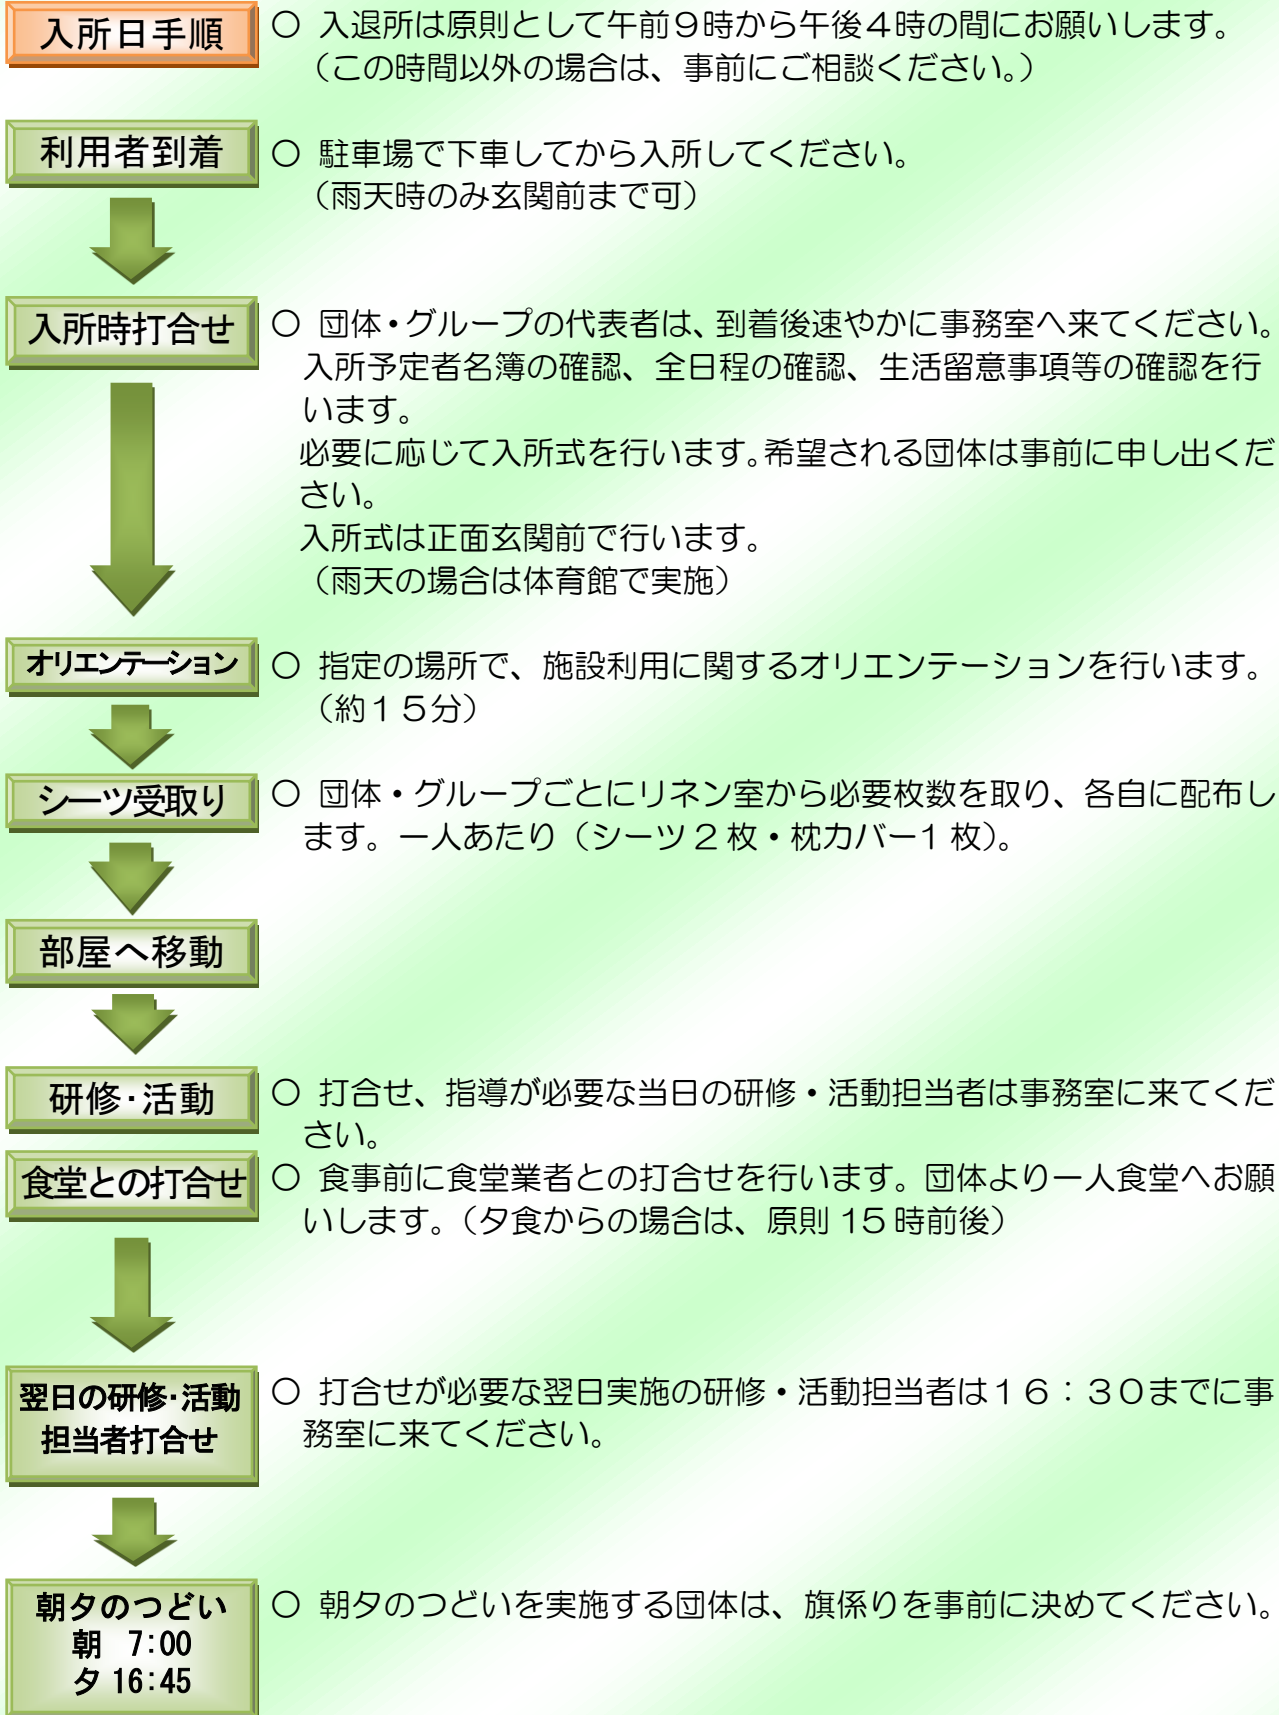 入所日手順
○ 入退所は原則として午前９時から午後４時の間にお願いします。
（この時間以外の場合は、事前にご相談ください。）
利用者到着
○ 駐車場で下車してから入所してください。
（雨天時のみ玄関前まで可）
入所時打合せ
○ 団体・グループの代表者は、到着後速やかに事務室へ来てください。
入所予定者名簿の確認、全日程の確認、生活留意事項等の確認を行
います。
必要に応じて入所式を行います。希望される団体は事前に申し出くだ
さい。
入所式は正面玄関前で行います。
（雨天の場合は体育館で実施）
オリエンテーション
○ 指定の場所で、施設利用に関するオリエンテーションを行います。
（約１５分）
シーツ受取り
○ 団体・グループごとにリネン室から必要枚数を取り、各自に配布し
ます。一人あたり（シーツ２枚・枕カバー1 枚）。
部屋へ移動
研修・活動
○ 打合せ、指導が必要な当日の研修・活動担当者は事務室に来てくだ
さい。
食堂との打合せ
○ 食事前に食堂業者との打合せを行います。団体より一人食堂へお願
いします。（夕食からの場合は、原則 15 時前後）
翌日の研修・活動
担当者打合せ
○ 打合せが必要な翌日実施の研修・活動担当者は１６：３０までに事
務室に来てください。
朝夕のつどい
朝 7:00
夕 16:45
○ 朝夕のつどいを実施する団体は、旗係りを事前に決めてください。